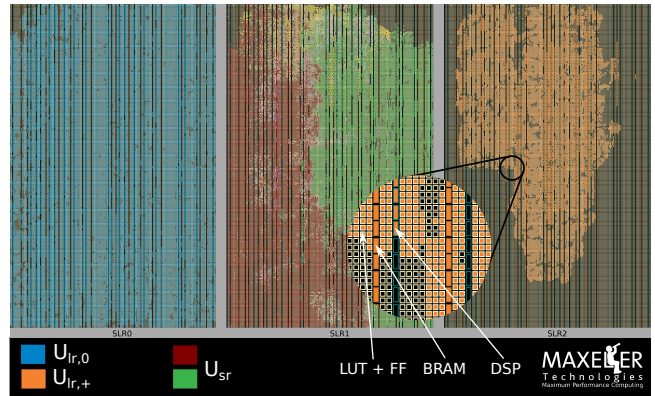 SLR0 SLR1 SLR2
U_lr,0
U_lr,+
U_sr
LUT + FF BRAM DSP
MAXELER
Technologies
Maximum Performance Computing